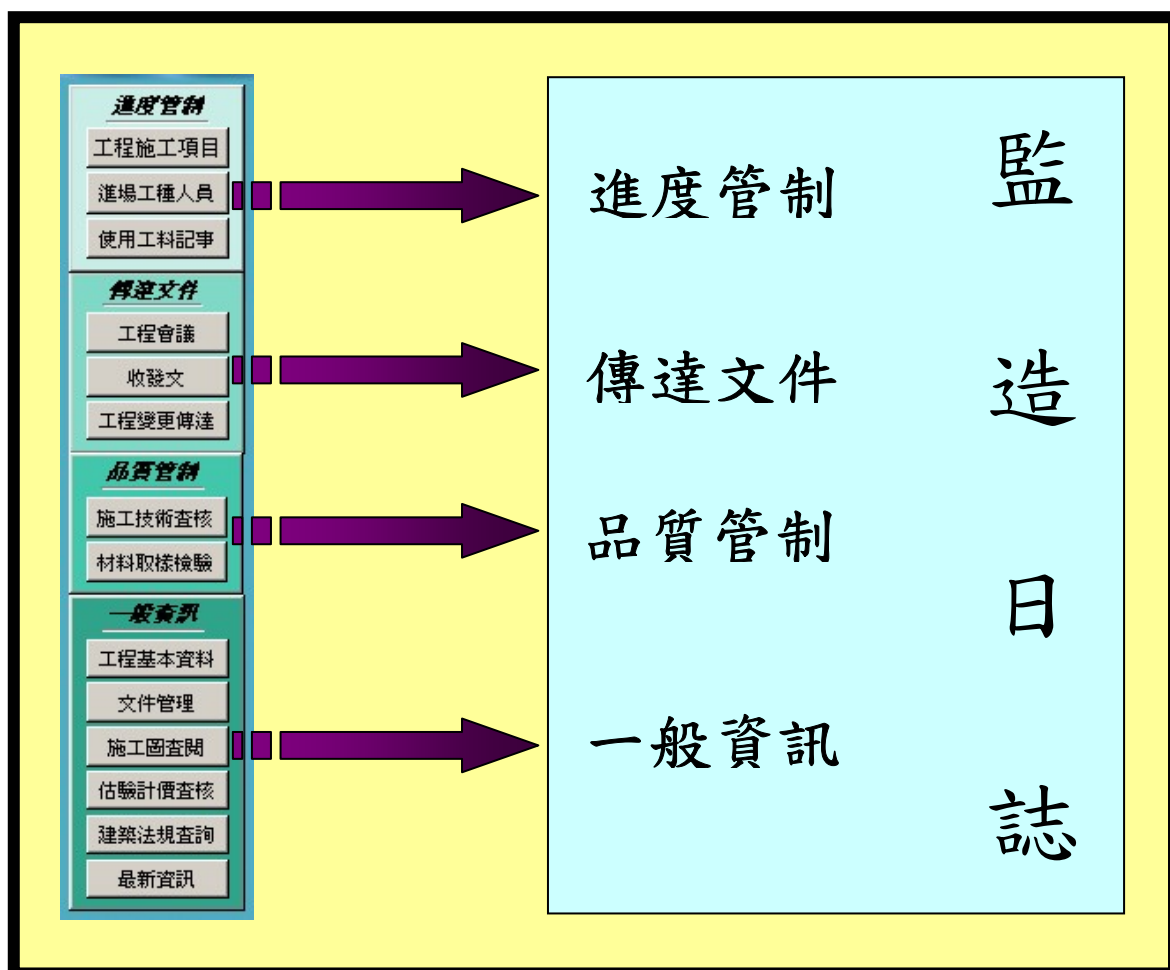 進度管制
工程施工項目
進場工種人員
使用工料記事
傳達文件
工程會議
收發文
工程變更傳達
品質管制
施工技術查核
材料取樣檢驗
一般資訊
工程基本資料
文件管理
施工圖查閱
估驗計價查核
建築法規查詢
最新資訊
進度管制
傳達文件
品質管制
一般資訊
監造日誌